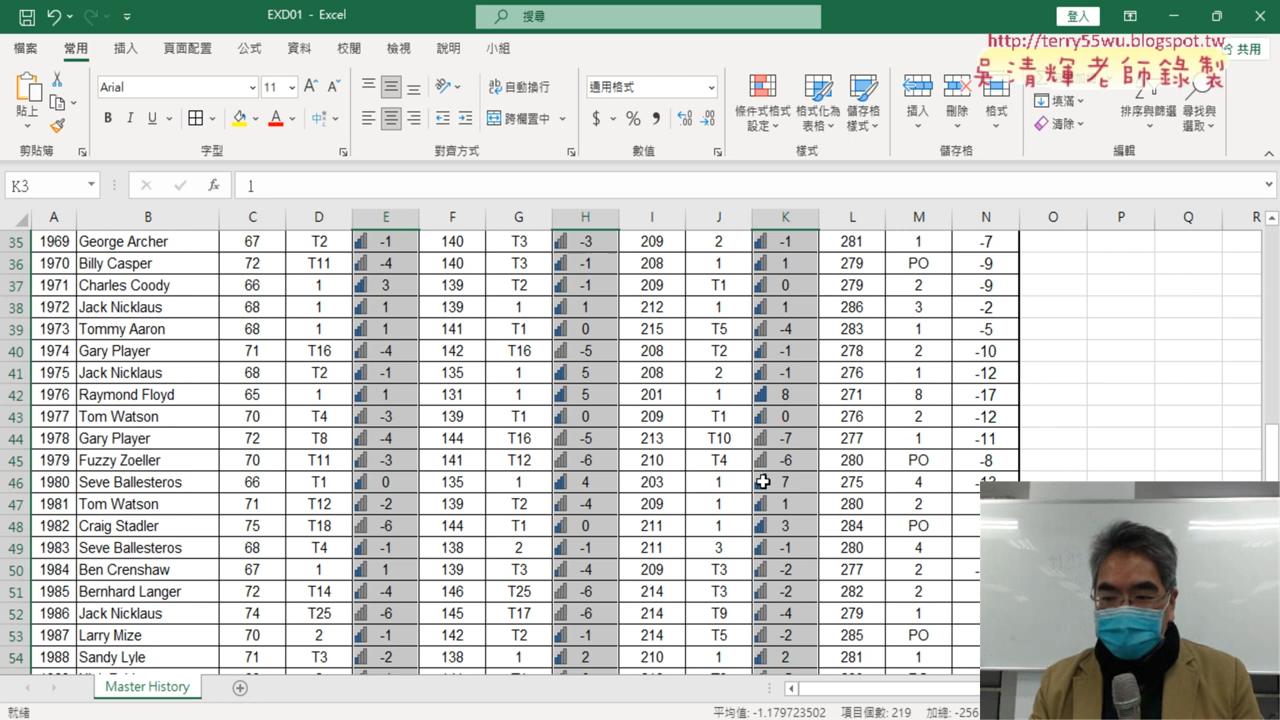 EXD01 - Excel
搜尋
登入
檔案 常用 插入 頁面配置 公式 資料 校閱 檢視 說明 小組
http://terry55wu.blogspot.tw
共用
吳清輝老師錄製
貼上
Arial 11
B I U
自動換行
跨欄置中
通用格式
條件式格式設定 格式化為表格 儲存格樣式
插入 刪除 格式
填滿
清除
排序與篩選 尋找與選取
剪貼簿 字型 對齊方式 數值 樣式 儲存格 編輯
K3 fx 1
A B C D E F G H I J K L M N O P Q R
35 1969 George Archer 67 T2 -1 140 T3 -3 209 2 -1 281 1 -7
36 1970 Billy Casper 72 T11 -4 140 T3 -1 208 1 1 279 PO -9
37 1971 Charles Coody 66 1 3 139 T2 -1 209 T1 0 279 2 -9
38 1972 Jack Nicklaus 68 1 1 139 1 1 212 1 1 286 3 -2
39 1973 Tommy Aaron 68 1 1 141 T1 0 215 T5 -4 283 1 -5
40 1974 Gary Player 71 T16 -4 142 T16 -5 208 T2 -1 278 2 -10
41 1975 Jack Nicklaus 68 T2 -1 135 1 5 208 2 -1 276 1 -12
42 1976 Raymond Floyd 65 1 1 131 1 5 201 1 8 271 8 -17
43 1977 Tom Watson 70 T4 -3 139 T1 0 209 T1 0 276 2 -12
44 1978 Gary Player 72 T8 -4 144 T16 -5 213 T10 -7 277 1 -11
45 1979 Fuzzy Zoeller 70 T11 -3 141 T12 -6 210 T4 -6 280 PO -8
46 1980 Seve Ballesteros 66 T1 0 135 1 4 203 1 7 275 4
47 1981 Tom Watson 71 T12 -2 139 T2 -4 209 1 1 280 2
48 1982 Craig Stadler 75 T18 -6 144 T1 0 211 1 3 284 PO
49 1983 Seve Ballesteros 68 T4 -1 138 2 -1 211 3 -1 280 4
50 1984 Ben Crenshaw 67 1 1 139 T3 -4 209 T3 -2 277 2
51 1985 Bernhard Langer 72 T14 -4 146 T25 -6 214 T3 -2 282 2
52 1986 Jack Nicklaus 74 T25 -6 145 T17 -6 214 T9 -4 279 1
53 1987 Larry Mize 70 2 -1 142 T2 -1 214 T5 -2 285 PO
54 1988 Sandy Lyle 71 T3 -2 138 1 2 210 1 2 281 1
Master History
就緒 平均值: -1.179723502 項目個數: 219 加總: -256